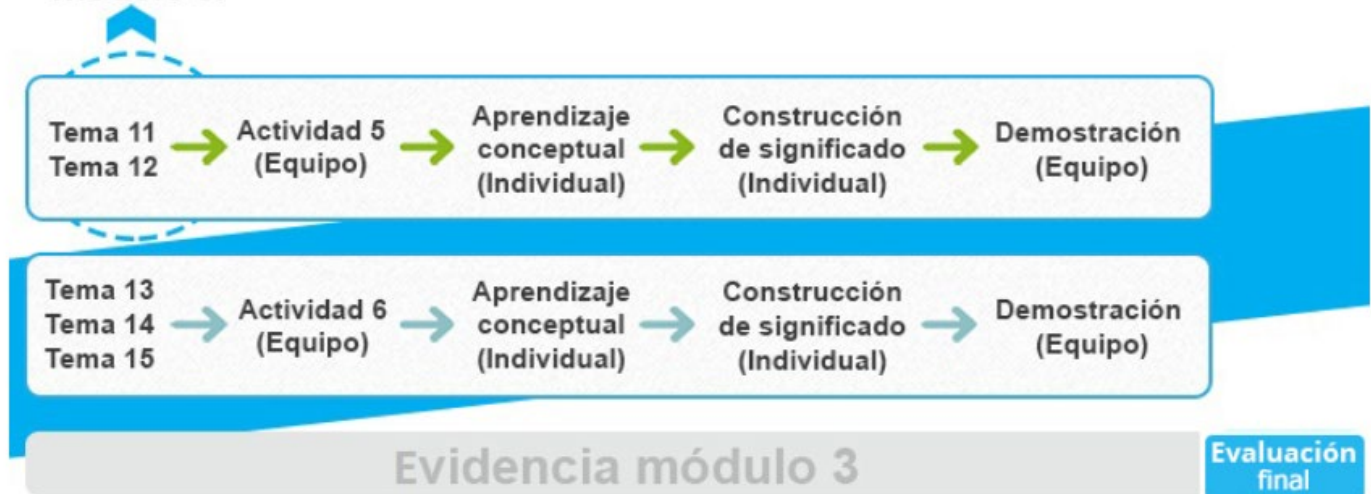 Tema 11
Tema 12
Actividad 5
(Equipo)
Aprendizaje
conceptual
(Individual)
Construcción
de significado
(Individual)
Demostración
(Equipo)
Tema 13
Tema 14
Tema 15
Actividad 6
(Equipo)
Aprendizaje
conceptual
(Individual)
Construcción
de significado
(Individual)
Demostración
(Equipo)
Evidencia módulo 3
Evaluación
final